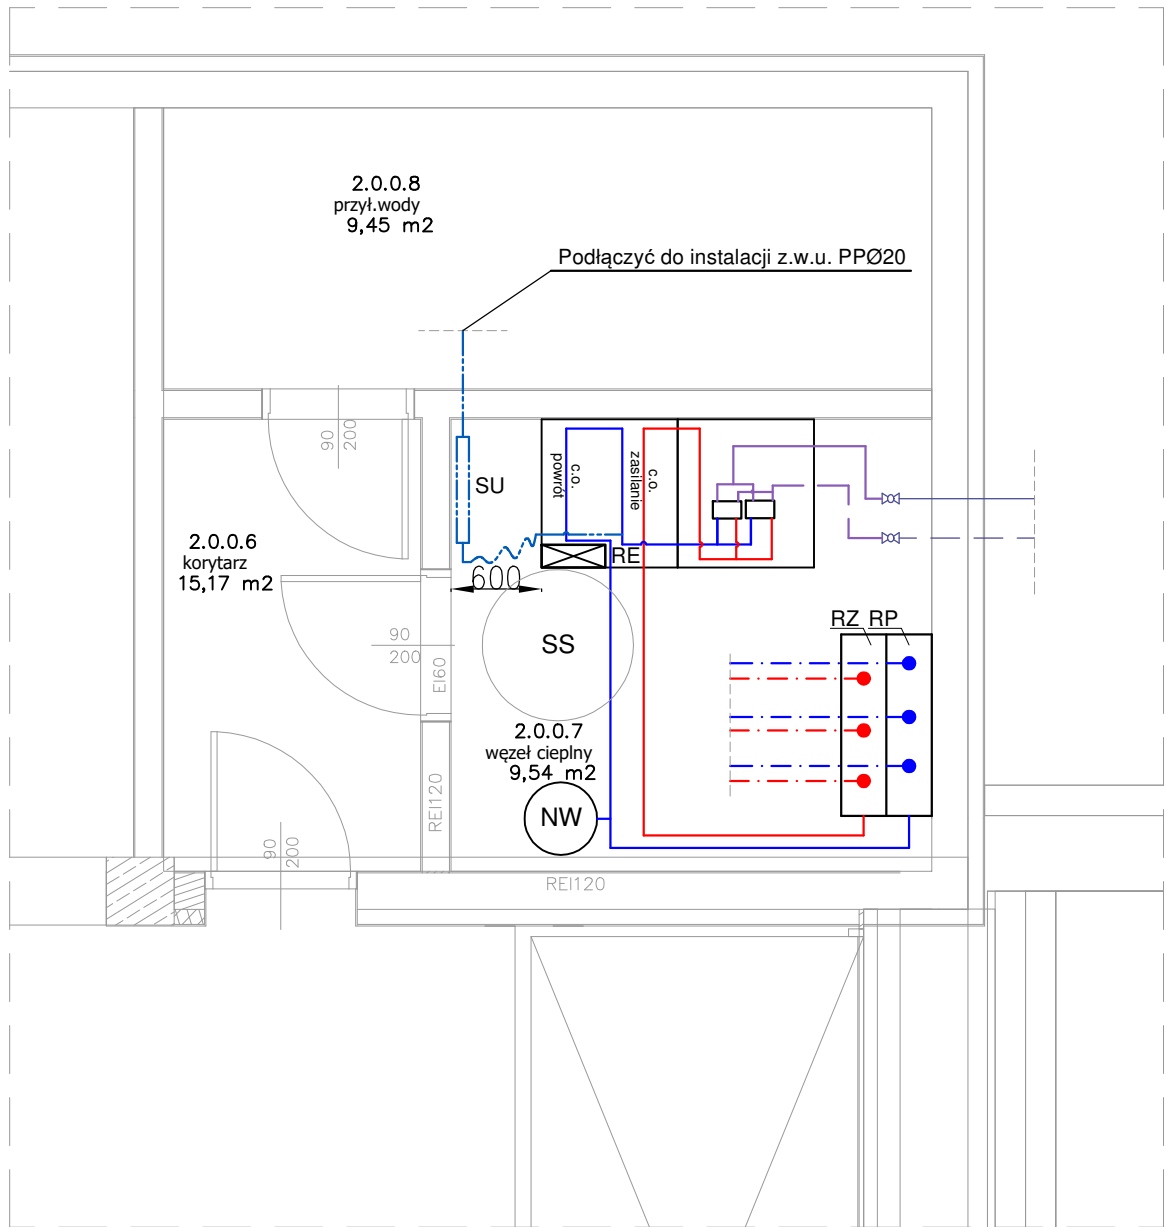 2.0.0.8
przył.wody
9,45 m2
Podłączyć do instalacji z.w.u. PPØ20
90
200
SU
c.o.
powrót
c.o.
zasilanie
2.0.0.6
korytarz
15,17 m2
RE
600
90
200
EI60
SS
RZ RP
2.0.0.7
węzeł cieplny
9,54 m2
REI120
NW
90
200
REI120